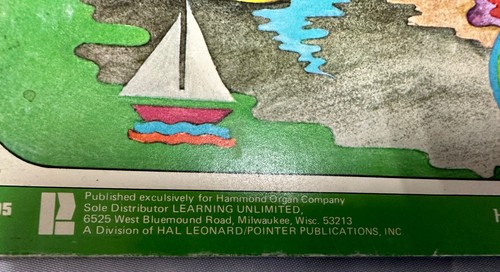 Published exculsively for Hammond Organ Company
Sole Distributor LEARNING UNLIMITED,
6525 West Bluemound Road, Milwaukee, Wisc. 53213
A Division of HAL LEONARD/POINTER PUBLICATIONS, INC